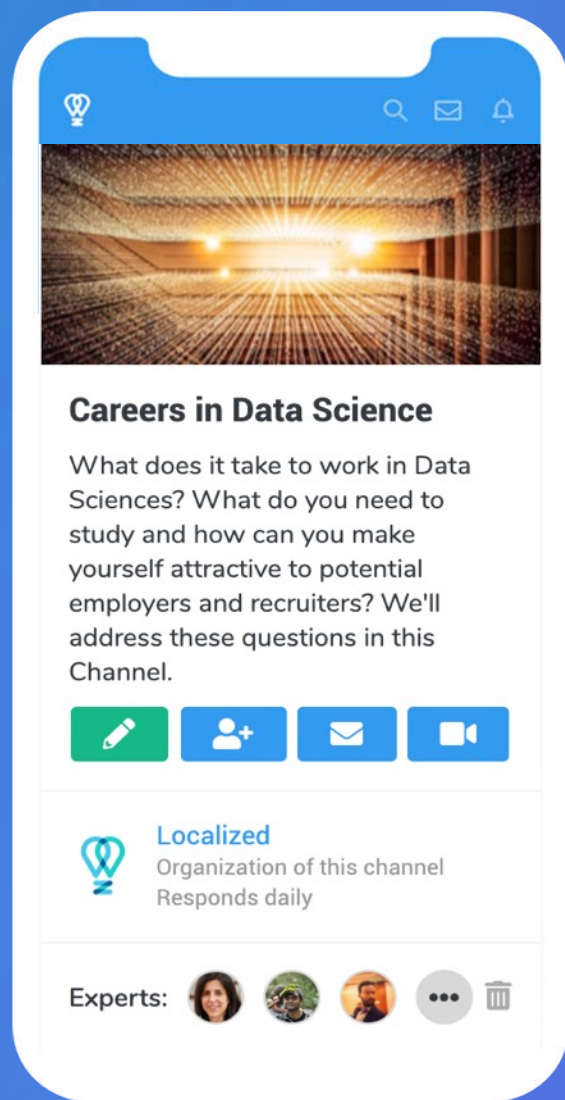 Careers in Data Science
What does it take to work in Data
Sciences? What do you need to
study and how can you make
yourself attractive to potential
employers and recruiters? We'll
address these questions in this
Channel.
Localized
Organization of this channel
Responds daily
Experts: